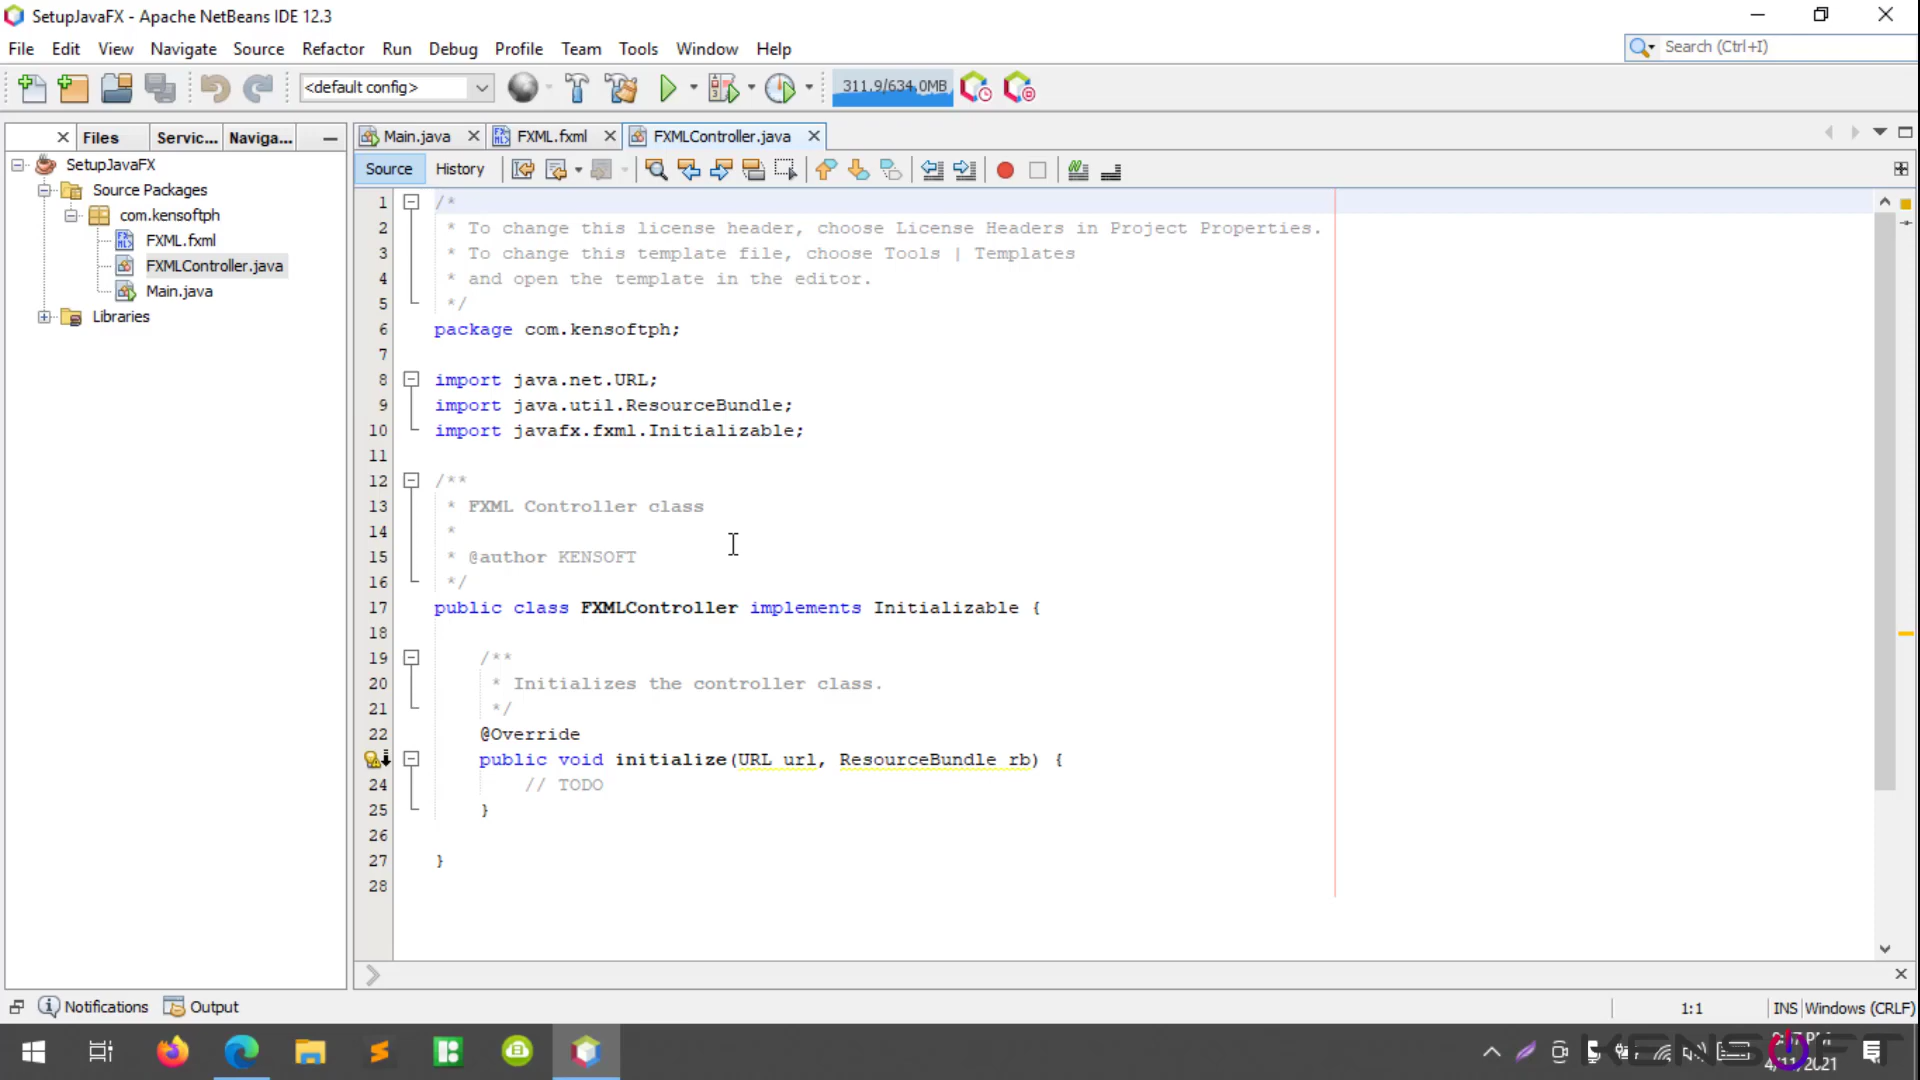 SetupJavaFX - Apache NetBeans IDE 12.3
File Edit View Navigate Source Refactor Run Debug Profile Team Tools Window Help
Search (Ctrl+I)
<default config>
311.9/634.0MB
Files Servic... Naviga...
Main.java FXML.fxml FXMLController.java
SetupJavaFX
Source Packages
com.kensoftph
FXML.fxml
FXMLController.java
Main.java
Libraries
Source History
1 /*
2 * To change this license header, choose License Headers in Project Properties.
3 * To change this template file, choose Tools | Templates
4 * and open the template in the editor.
5 */
6 package com.kensoftph;
7
8 import java.net.URL;
9 import java.util.ResourceBundle;
10 import javafx.fxml.Initializable;
11
12 /**
13 * FXML Controller class
14 *
15 * @author KENSOFT
16 */
17 public class FXMLController implements Initializable {
18
19 /**
20 * Initializes the controller class.
21 */
22 @Override
public void initialize(URL url, ResourceBundle rb) {
24 // TODO
25 }
26
27 }
28
Notifications Output
1:1 INS Windows (CRLF)
KENSOFT
4/11/2021